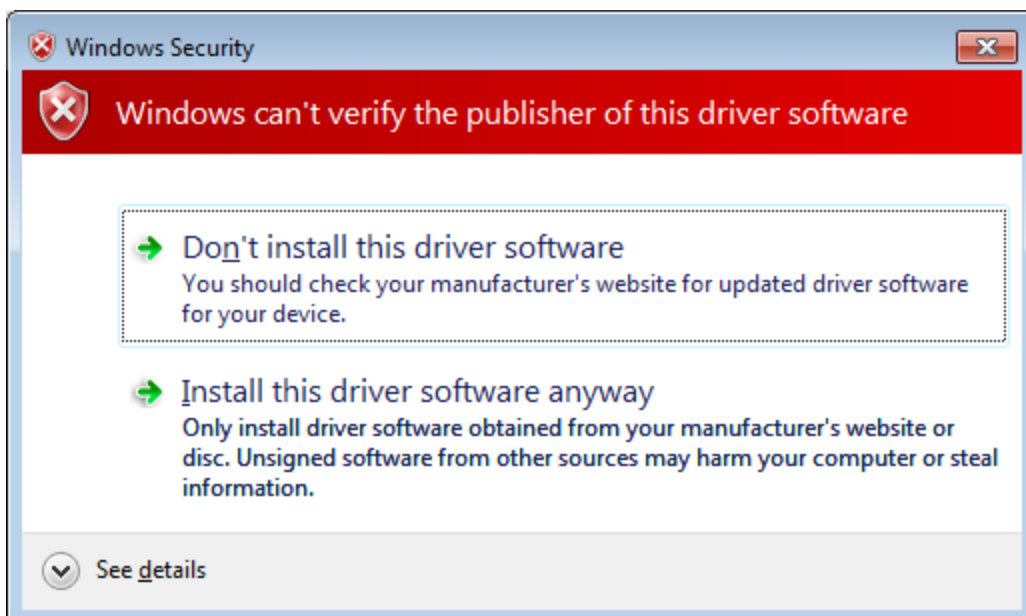 Windows Security
Windows can't verify the publisher of this driver software
Don't install this driver software
You should check your manufacturer's website for updated driver software
for your device.
Install this driver software anyway
Only install driver software obtained from your manufacturer's website or
disc. Unsigned software from other sources may harm your computer or steal
information.
See details